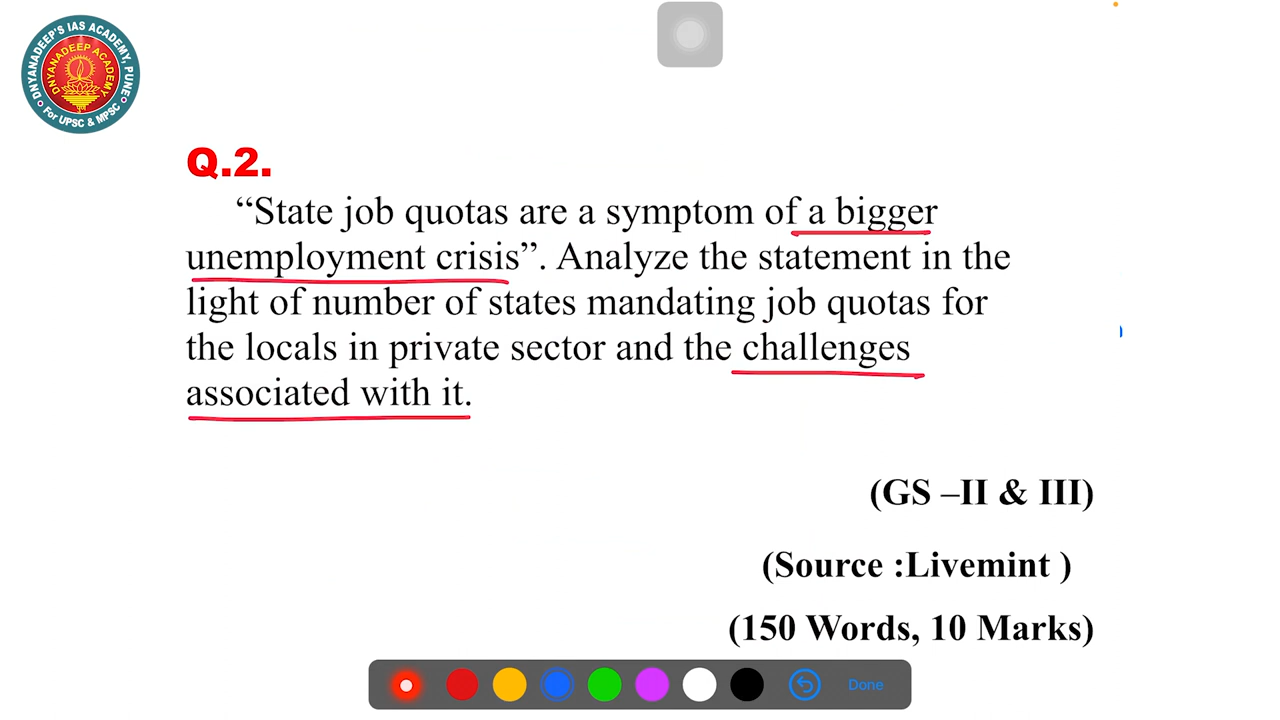 DNYANADEEP'S IAS ACADEMY, PUNE
DNYANADEEP ACADEMY
For UPSC & MPSC
Q.2.
“State job quotas are a symptom of a bigger
unemployment crisis”. Analyze the statement in the
light of number of states mandating job quotas for
the locals in private sector and the challenges
associated with it.
(GS –II & III)
(Source :Livemint )
(150 Words, 10 Marks)
Done